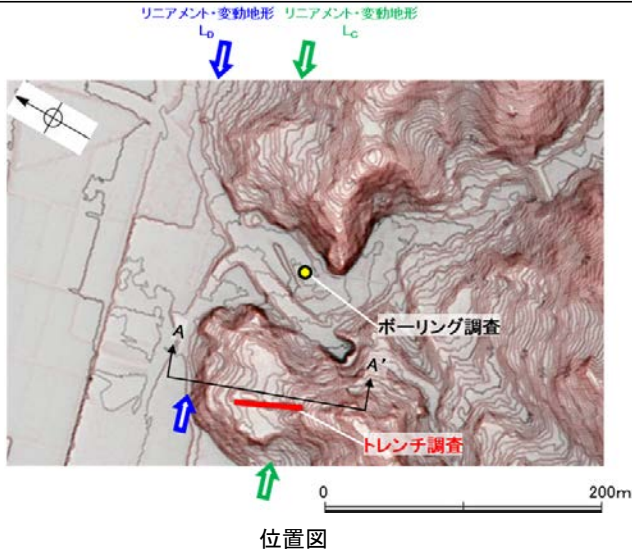 リニアメント・変動地形 リニアメント・変動地形
LD LC
ボーリング調査
A A'
トレンチ調査
0 200m
位置図